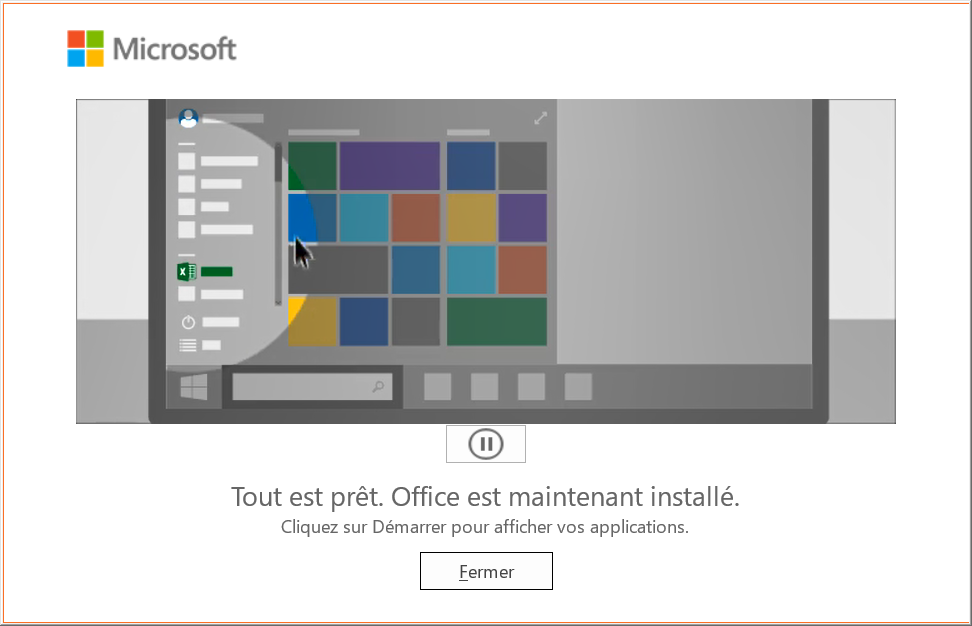 Microsoft
Tout est prêt. Office est maintenant installé.
Cliquez sur Démarrer pour afficher vos applications.
Fermer